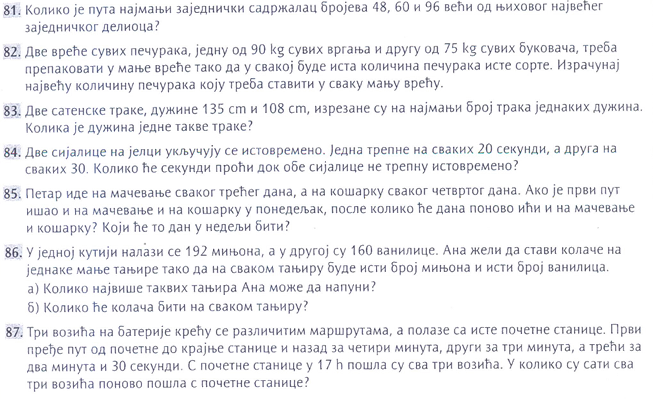 81. Колико је пута најмањи заједнички садржалац бројева 48, 60 и 96 већи од њиховог највећег
заједничког делиоца?
82. Две вреће сувих печурака, једну од 90 kg сувих вргања и другу од 75 kg сувих буковача, треба
препаковати у мање вреће тако да у свакој буде иста количина печурака исте сорте. Израчунај
највећу количину печурака коју треба ставити у сваку мању врећу.
83. Две сатенске траке, дужине 135 cm и 108 cm, изрезане су на најмањи број трака једнаких дужина.
Колика је дужина једне такве траке?
84. Две сијалице на јелци укључују се истовремено. Једна трепне на сваких 20 секунди, а друга на
сваких 30. Колико ће секунди проћи док обе сијалице не трепну истовремено?
85. Петар иде на мачевање сваког трећег дана, а на кошарку сваког четвртог дана. Ако је први пут
ишао и на мачевање и на кошарку у понедељак, после колико ће дана поново ићи и на мачевање
и кошарку? Који ће то дан у недељи бити?
86. У једној кутији налази се 192 мињона, а у другој су 160 ванилице. Ана жели да стави колаче на
једнаке мање тањире тако да на сваком тањиру буде исти број мињона и исти број ванилица.
а) Колико највише таквих тањира Ана може да напуни?
б) Колико ће колача бити на сваком тањиру?
87. Три возића на батерије крећу се различитим маршрутама, а полазе са исте почетне станице. Први
пређе пут од почетне до крајње станице и назад за четири минута, други за три минута, а трећи за
два минута и 30 секунди. С почетне станице у 17 h пошла су сва три возића. У колико су сати сва
три возића поново пошла с почетне станице?